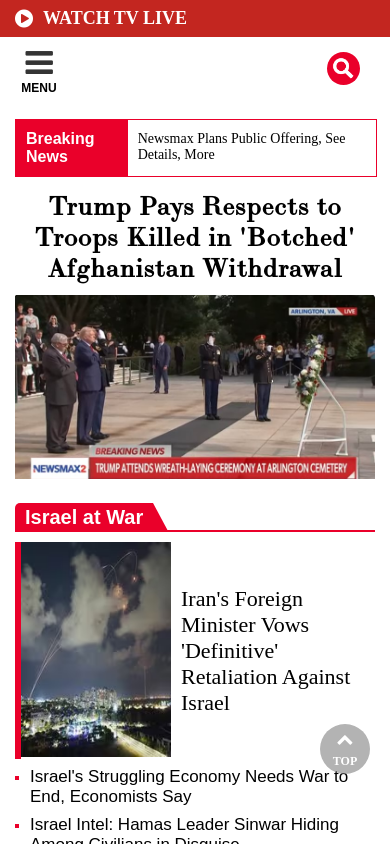 WATCH TV LIVE
MENU
Breaking
News
Newsmax Plans Public Offering, See
Details, More
Trump Pays Respects to
Troops Killed in 'Botched'
Afghanistan Withdrawal
ARLINGTON, VA LIVE
BREAKING NEWS
NEWSMAX2 TRUMP ATTENDS WREATH-LAYING CEREMONY AT ARLINGTON CEMETERY
Israel at War
Iran's Foreign
Minister Vows
'Definitive'
Retaliation Against
Israel
TOP
Israel's Struggling Economy Needs War to
End, Economists Say
Israel Intel: Hamas Leader Sinwar Hiding
Among Civilians in Disguise